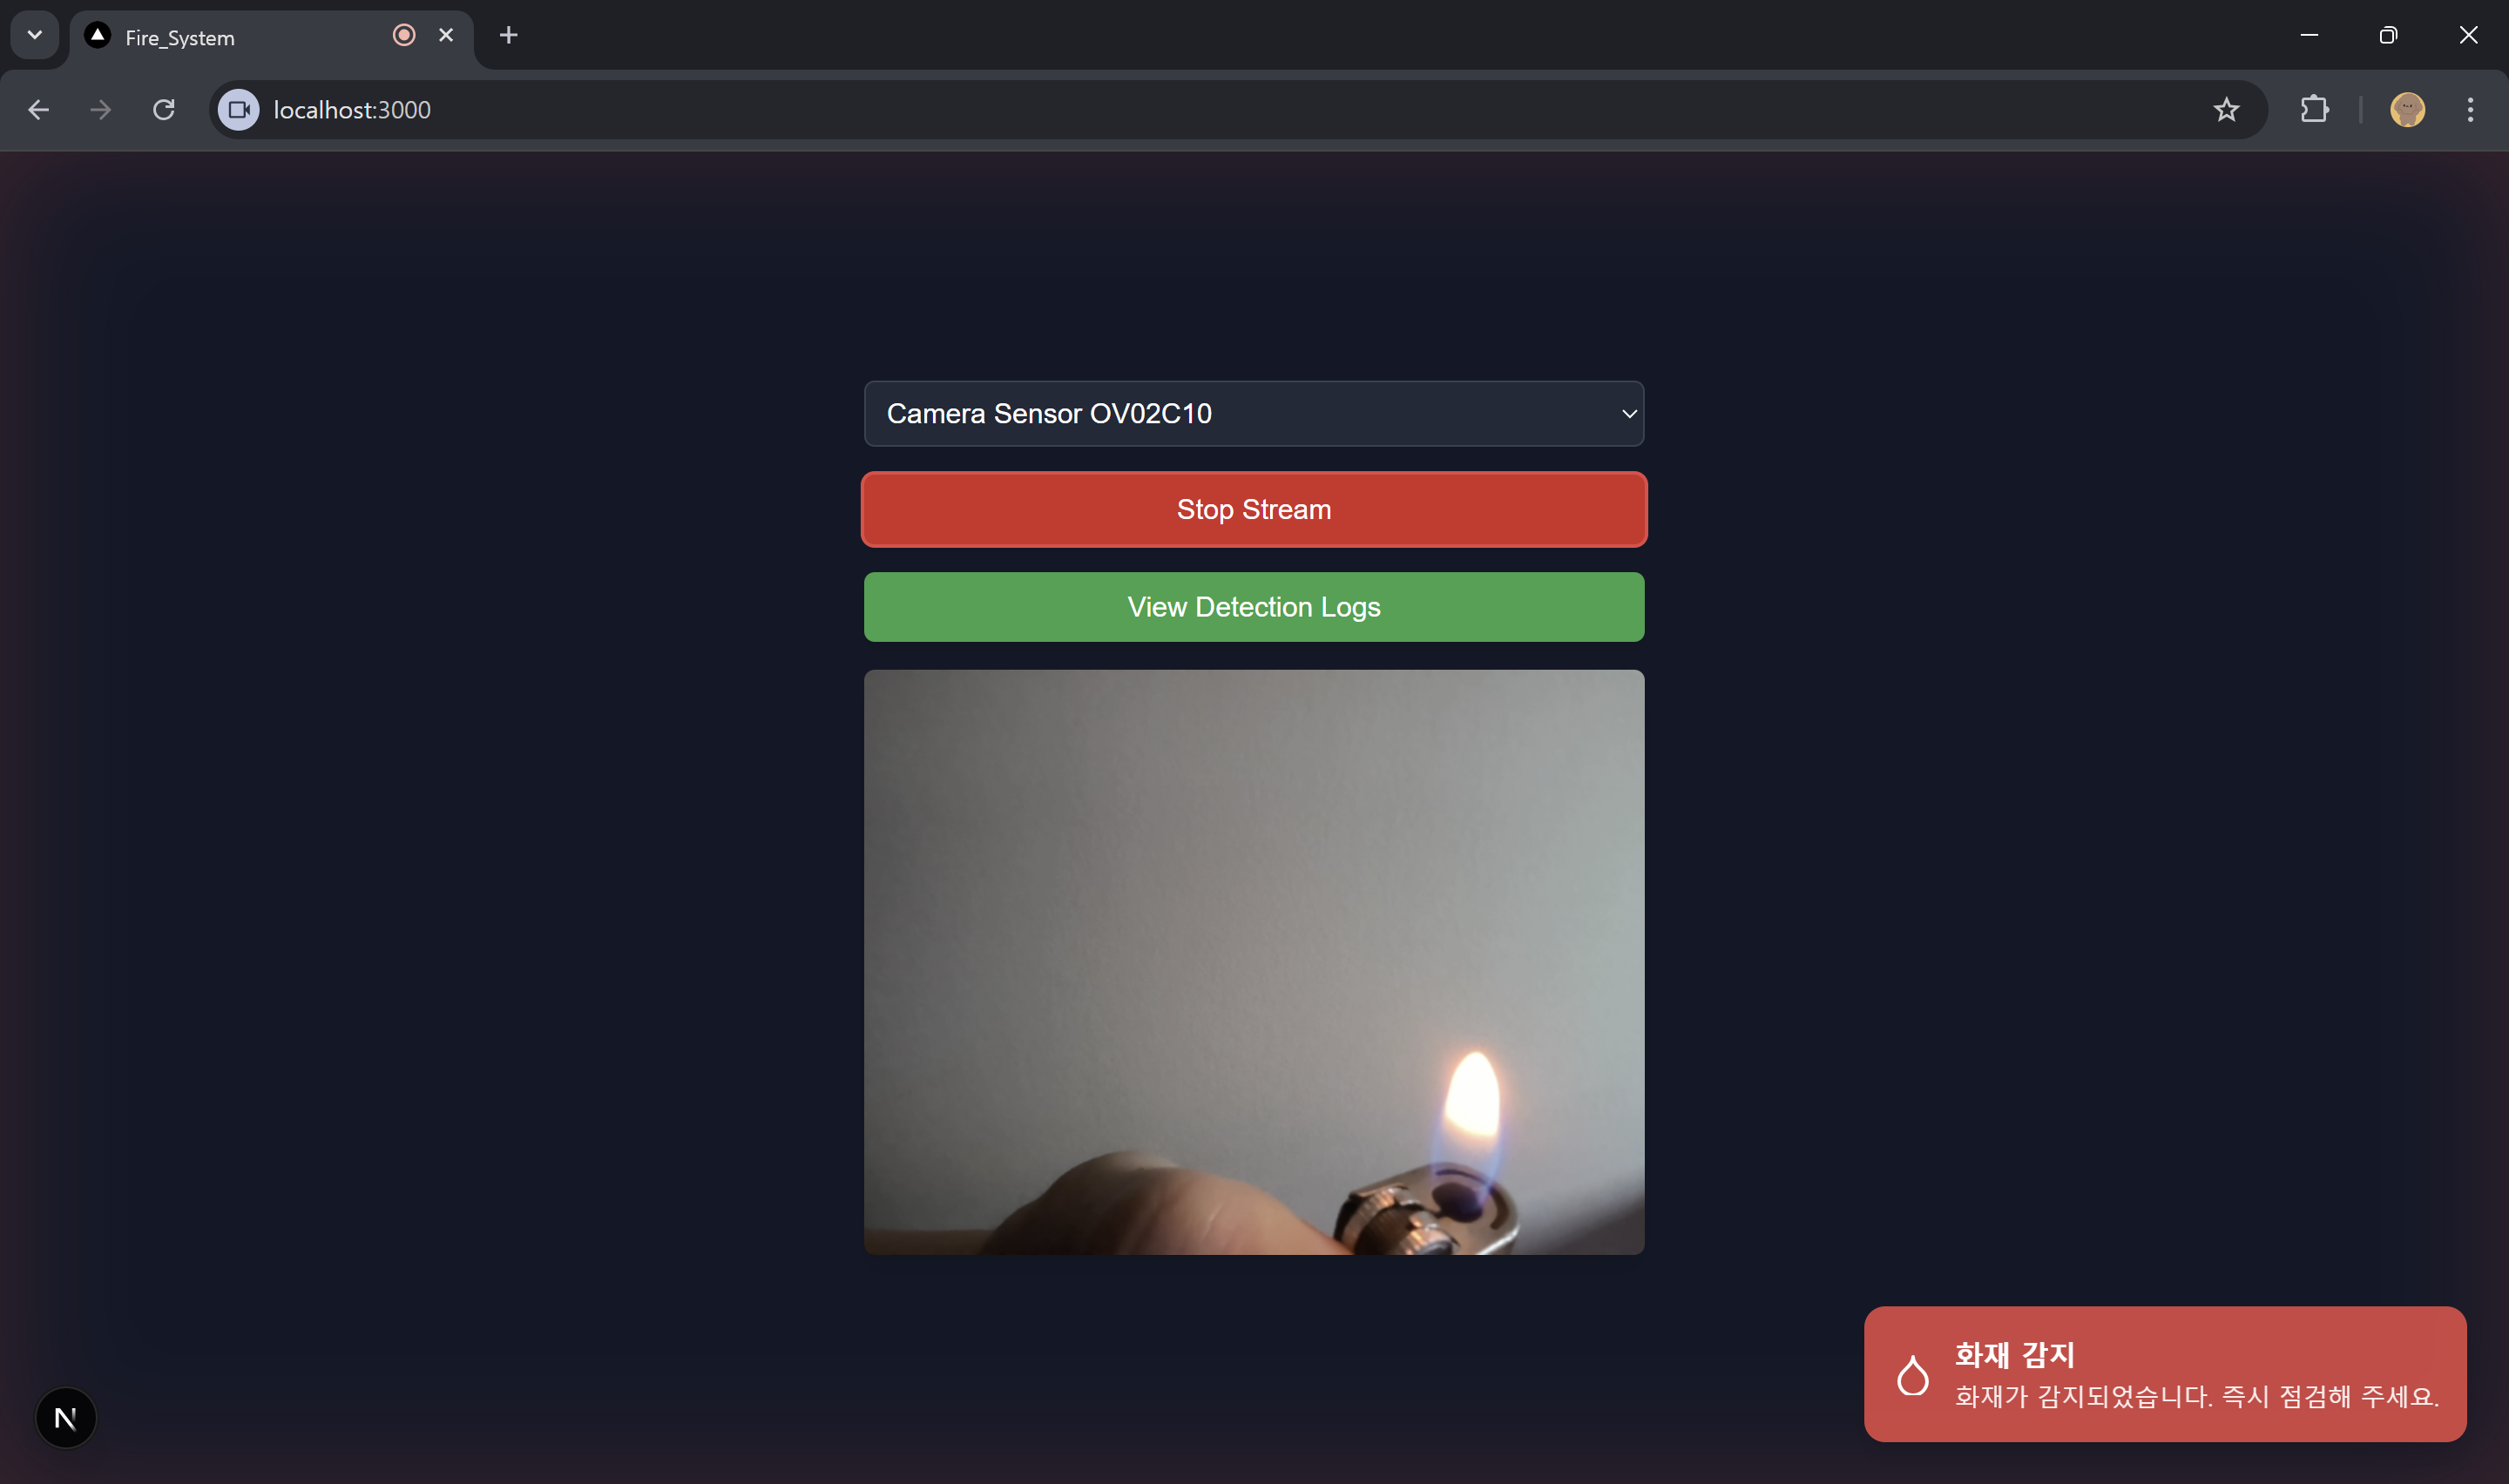 Fire_System
localhost:3000
Camera Sensor OV02C10
Stop Stream
View Detection Logs
화재 감지
화재가 감지되었습니다. 즉시 점검해 주세요.
N